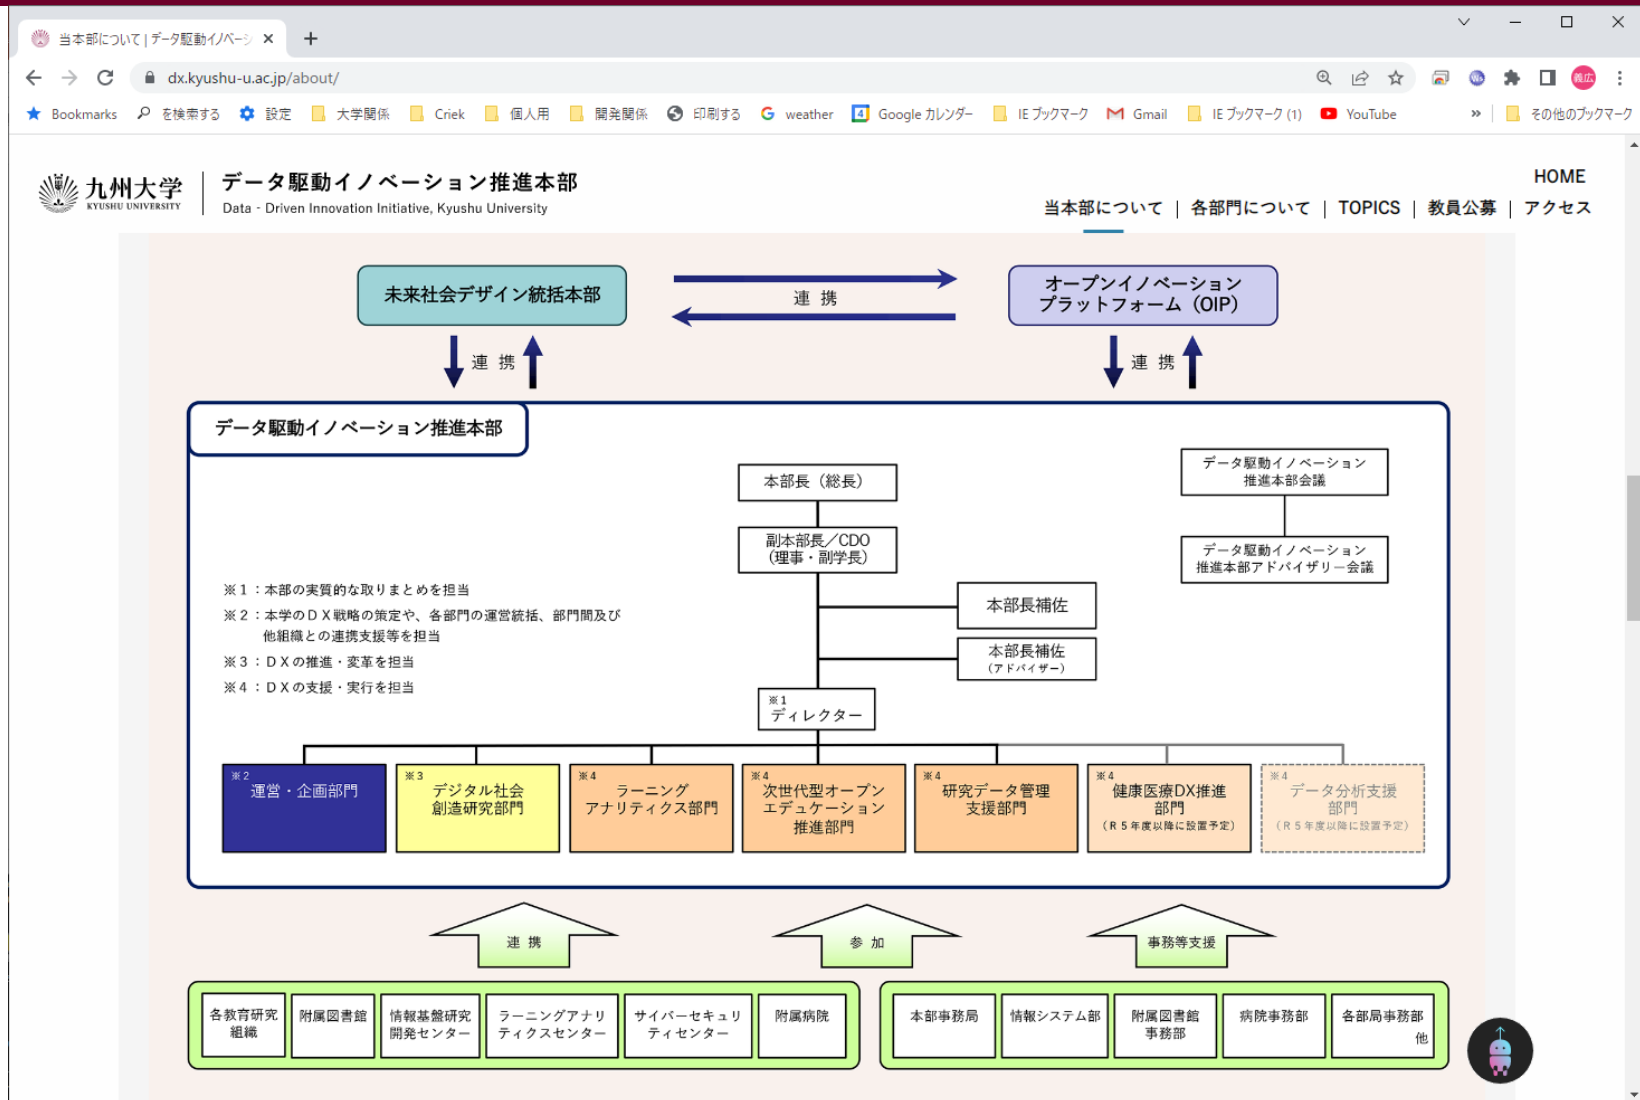 当本部について | データ駆動イノベーシ
dx.kyushu-u.ac.jp/about/
義広
Bookmarks
を検索する
設定
大学関係
Criek
個人用
開発関係
印刷する
weather
4
Google カレンダー
IE ブックマーク
Gmail
IE ブックマーク (1)
YouTube
»
その他のブックマーク
九州大学
KYUSHU UNIVERSITY
データ駆動イノベーション推進本部
Data - Driven Innovation Initiative, Kyushu University
HOME
当本部について | 各部門について | TOPICS | 教員公募 | アクセス
未来社会デザイン統括本部
連 携
オープンイノベーション
プラットフォーム（OIP）
連 携
連 携
データ駆動イノベーション推進本部
本部長（総長）
副本部長／CDO
（理事・副学長）
データ駆動イノベーション
推進本部会議
データ駆動イノベーション
推進本部アドバイザリー会議
※1：本部の実質的な取りまとめを担当
※2：本学のDX戦略の策定や、各部門の運営統括、部門間及び
他組織との連携支援等を担当
※3：DXの推進・変革を担当
※4：DXの支援・実行を担当
本部長補佐
本部長補佐
（アドバイザー）
※1
ディレクター
※2
運営・企画部門
※3
デジタル社会
創造研究部門
※4
ラーニング
アナリティクス部門
※4
次世代型オープン
エデュケーション
推進部門
※4
研究データ管理
支援部門
※4
健康医療DX推進
部門
（R5年度以降に設置予定）
※4
データ分析支援
部門
（R5年度以降に設置予定）
連 携
参 加
事務等支援
各教育研究
組織
附属図書館
情報基盤研究
開発センター
ラーニングアナリ
ティクスセンター
サイバーセキュリ
ティセンター
附属病院
本部事務局
情報システム部
附属図書館
事務部
病院事務部
各部局事務部
他